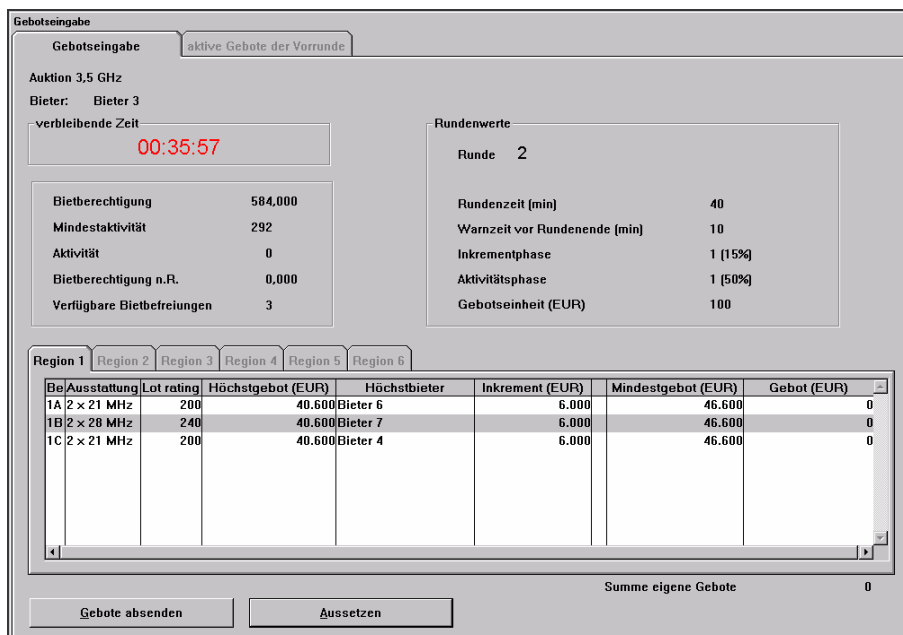 Gebotseingabe
Gebotseingabe aktive Gebote der Vorrunde
Auktion 3,5 GHz
Bieter: Bieter 3
verbleibende Zeit
00:35:57
Bietberechtigung 584,000
Mindestaktivität 292
Aktivität 0
Bietberechtigung n.R. 0,000
Verfügbare Bietbefreiungen 3
Rundenwerte
Runde 2
Rundenzeit (min) 40
Warnzeit vor Rundenende (min) 10
Inkrementphase 1 (15%)
Aktivitätsphase 1 (50%)
Gebotseinheit (EUR) 100
Region 1 Region 2 Region 3 Region 4 Region 5 Region 6
Be Ausstattung Lot rating Höchstgebot (EUR) Höchstbieter Inkrement (EUR) Mindestgebot (EUR) Gebot (EUR)
1A 2 x 21 MHz 200 40.600 Bieter 6 6.000 46.600 0
1B 2 x 28 MHz 240 40.600 Bieter 7 6.000 46.600 0
1C 2 x 21 MHz 200 40.600 Bieter 4 6.000 46.600 0
Summe eigene Gebote 0
Gebote absenden Aussetzen